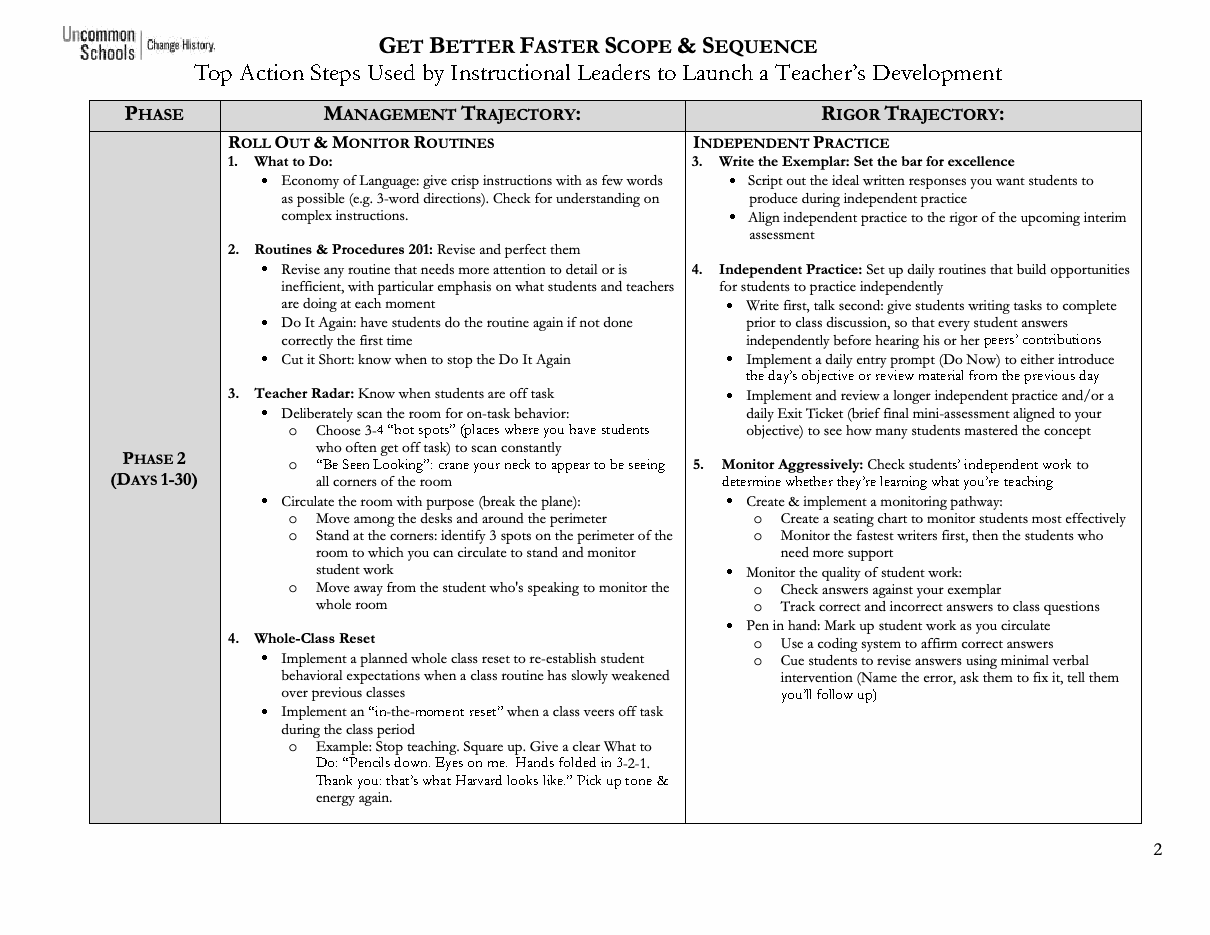 Uncommon
Schools
Change History.
GET BETTER FASTER SCOPE & SEQUENCE
Top Action Steps Used by Instructional Leaders to Launch a Teacher's Development
PHASE
MANAGEMENT TRAJECTORY:
RIGOR TRAJECTORY:
PHASE 2
(DAYS 1-30)
ROLL OUT & MONITOR ROUTINES
1. What to Do:
• Economy of Language: give crisp instructions with as few words
as possible (e.g. 3-word directions). Check for understanding on
complex instructions.
2. Routines & Procedures 201: Revise and perfect them
• Revise any routine that needs more attention to detail or is
inefficient, with particular emphasis on what students and teachers
are doing at each moment
• Do It Again: have students do the routine again if not done
correctly the first time
• Cut it Short: know when to stop the Do It Again
3. Teacher Radar: Know when students are off task
• Deliberately scan the room for on-task behavior:
o Choose 3-4 “hot spots” (places where you have students
who often get off task) to scan constantly
o “Be Seen Looking”: crane your neck to appear to be seeing
all corners of the room
• Circulate the room with purpose (break the plane):
o Move among the desks and around the perimeter
o Stand at the corners: identify 3 spots on the perimeter of the
room to which you can circulate to stand and monitor
student work
o Move away from the student who's speaking to monitor the
whole room
4. Whole-Class Reset
• Implement a planned whole class reset to re-establish student
behavioral expectations when a class routine has slowly weakened
over previous classes
• Implement an “in-the-moment reset” when a class veers off task
during the class period
o Example: Stop teaching. Square up. Give a clear What to
Do: “Pencils down. Eyes on me. Hands folded in 3-2-1.
Thank you: that’s what Harvard looks like.” Pick up tone &
energy again.
INDEPENDENT PRACTICE
3. Write the Exemplar: Set the bar for excellence
• Script out the ideal written responses you want students to
produce during independent practice
• Align independent practice to the rigor of the upcoming interim
assessment
4. Independent Practice: Set up daily routines that build opportunities
for students to practice independently
• Write first, talk second: give students writing tasks to complete
prior to class discussion, so that every student answers
independently before hearing his or her peers’ contributions
• Implement a daily entry prompt (Do Now) to either introduce
the day’s objective or review material from the previous day
• Implement and review a longer independent practice and/or a
daily Exit Ticket (brief final mini-assessment aligned to your
objective) to see how many students mastered the concept
5. Monitor Aggressively: Check students’ independent work to
determine whether they’re learning what you’re teaching
• Create & implement a monitoring pathway:
o Create a seating chart to monitor students most effectively
o Monitor the fastest writers first, then the students who
need more support
• Monitor the quality of student work:
o Check answers against your exemplar
o Track correct and incorrect answers to class questions
• Pen in hand: Mark up student work as you circulate
o Use a coding system to affirm correct answers
o Cue students to revise answers using minimal verbal
intervention (Name the error, ask them to fix it, tell them
you’ll follow up)
2